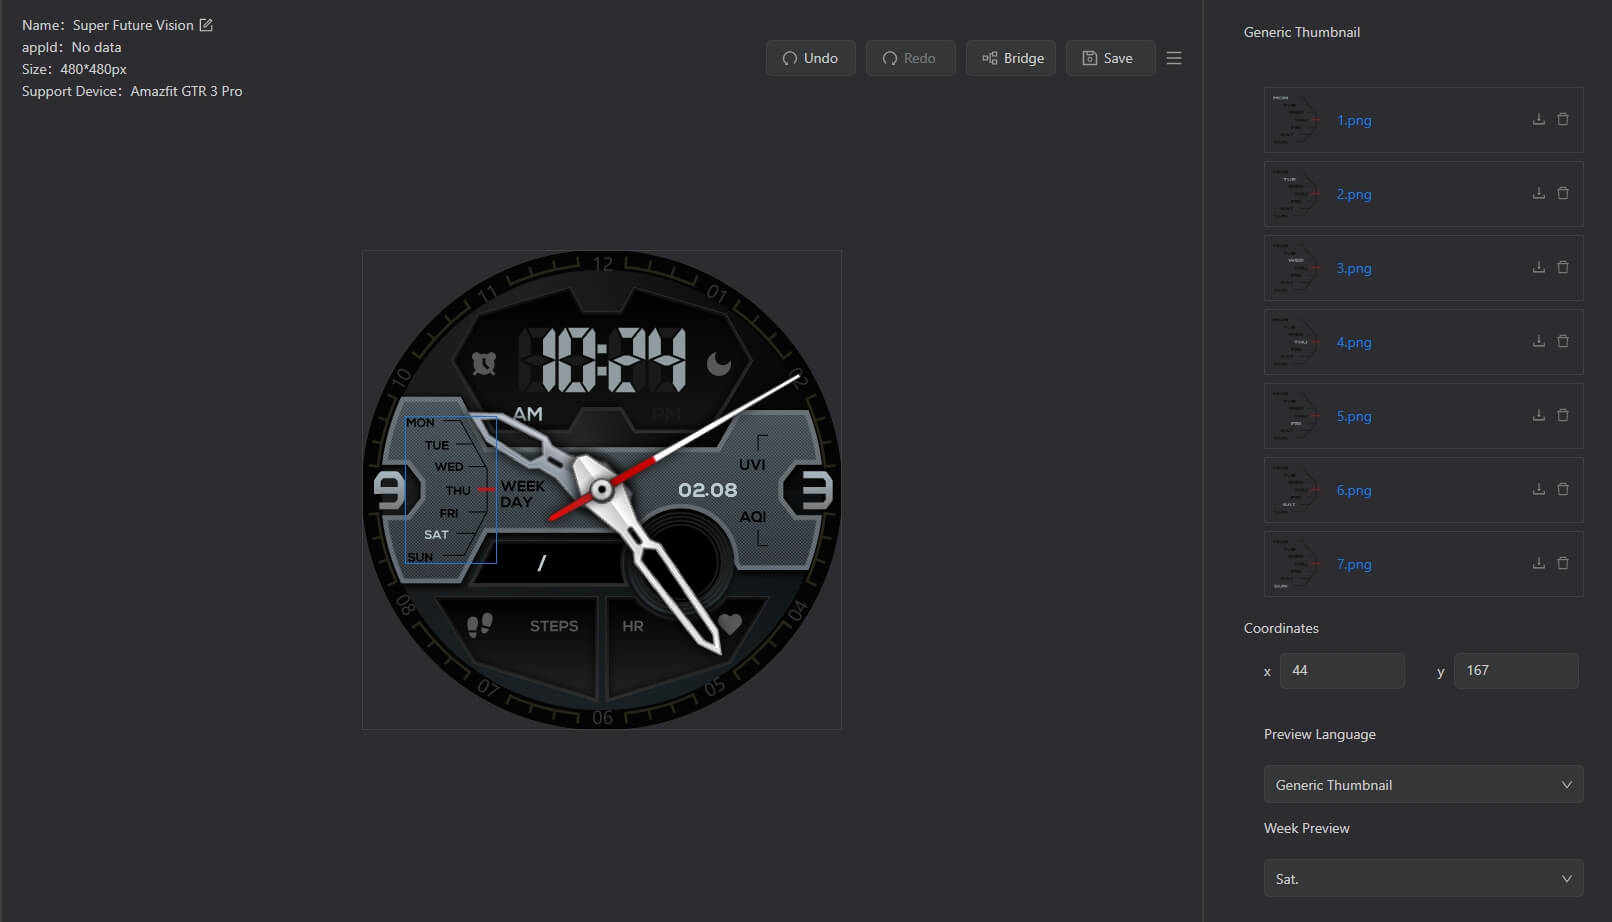 Name： Super Future Vision
appId： No data
Size： 480*480px
Support Device： Amazfit GTR 3 Pro
Undo
Redo
Bridge
Save
12
11
01
10
02
10:24
AM
PM
MON
TUE
WED
THU
FRI
SAT
SUN
WEEK
DAY
9
3
UVI
02.08
AQI
/
08
04
STEPS
HR
07
05
06
Generic Thumbnail
1.png
2.png
3.png
4.png
5.png
6.png
7.png
Coordinates
x 44
y 167
Preview Language
Generic Thumbnail
Week Preview
Sat.